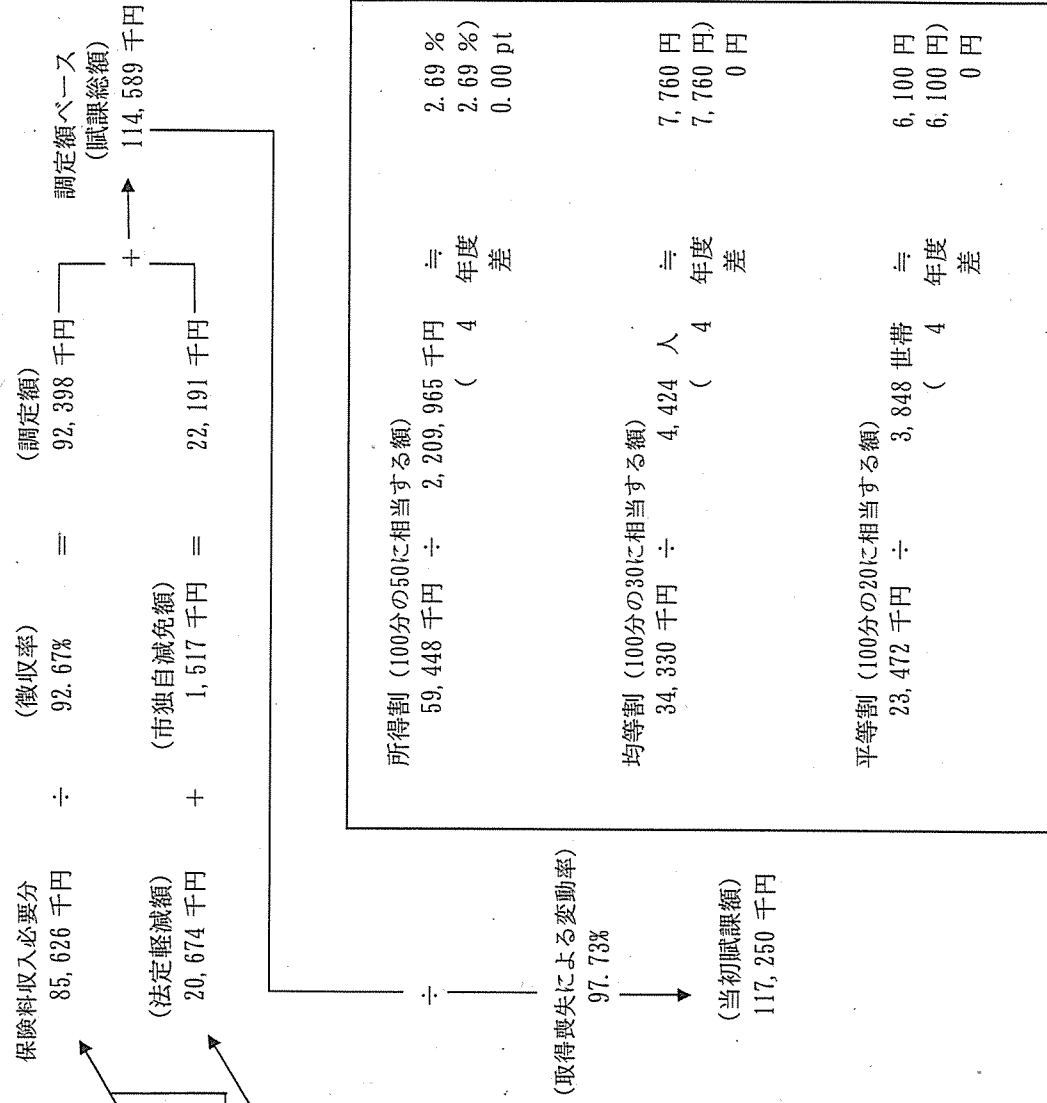 保険料収入必要分 (徴収率) (調定額)
85,626 千円 ÷ 92.67% = 92,398 千円
調定額ベース
(賦課総額)
+ 114,589 千円
(法定軽減額) (市独自減免額)
20,674 千円 + 1,517 千円 = 22,191 千円
÷
(取得喪失による変動率)
97.73%
(当初賦課額)
117,250 千円
所得割 (100分の50に相当する額)
59,448 千円 ÷ 2,209,965 千円 ≒ 2.69 %
( 4 年度 2.69 %)
差 0.00 pt
均等割 (100分の30に相当する額)
34,330 千円 ÷ 4,424 人 ≒ 7,760 円
( 4 年度 7,760 円)
差 0 円
平等割 (100分の20に相当する額)
23,472 千円 ÷ 3,848 世帯 ≒ 6,100 円
( 4 年度 6,100 円)
差 0 円